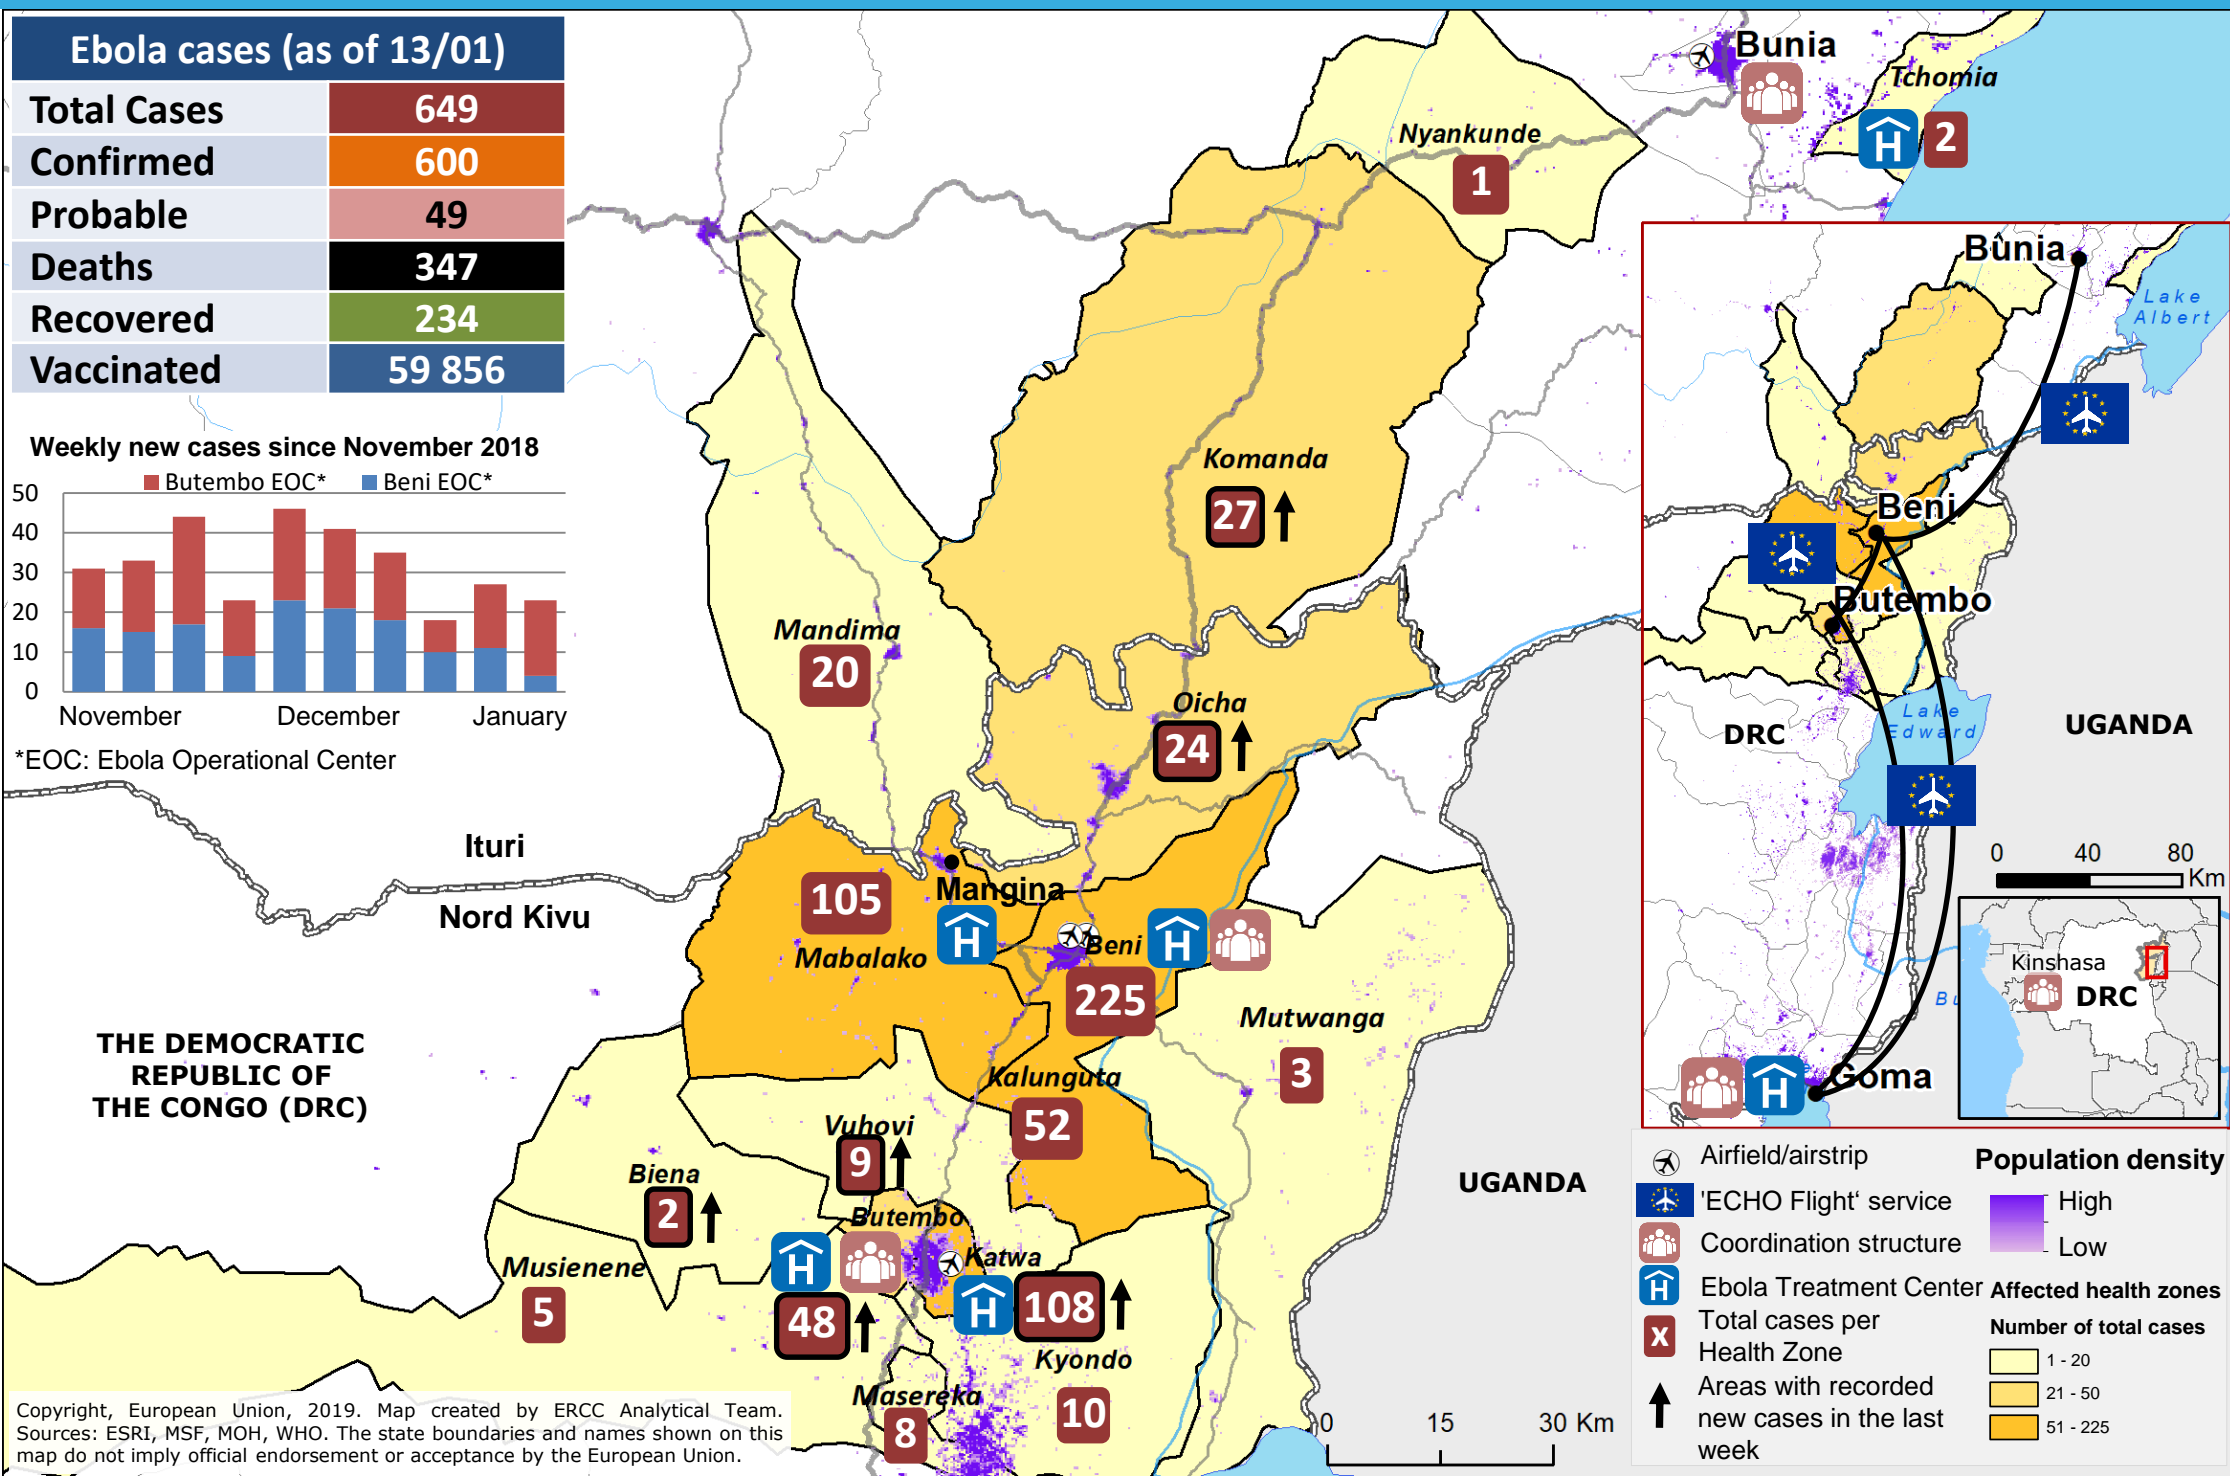 Ebola cases (as of 13/01)
Total Cases 649
Confirmed 600
Probable 49
Deaths 347
Recovered 234
Vaccinated 59 856
Weekly new cases since November 2018
Butembo EOC* Beni EOC*
50
40
30
20
10
0
November December January
*EOC: Ebola Operational Center
Bunia
Tchomia
H 2
Nyankunde
1
Komanda
27
Mandima
20
Oicha
24
Ituri
Nord Kivu
105
Mangina
H
Mabalako
Beni H
225
Mutwanga
3
THE DEMOCRATIC
REPUBLIC OF
THE CONGO (DRC)
Kalunguta
52
Vuhovi
9
Biena
2
UGANDA
Butembo
H
48
Katwa
H 108
Musienene
5
Kyondo
10
Masereka
8
0 15 30 Km
Copyright, European Union, 2019. Map created by ERCC Analytical Team.
Sources: ESRI, MSF, MOH, WHO. The state boundaries and names shown on this
map do not imply official endorsement or acceptance by the European Union.
Bunia
Lake
Albert
Beni
Butembo
Lake
Edward
DRC
UGANDA
0 40 80
Km
Kinshasa
DRC
Bu
H Goma
Airfield/airstrip
'ECHO Flight‘ service
Coordination structure
H Ebola Treatment Center
X Total cases per
Health Zone
Areas with recorded
new cases in the last
week
Population density
High
Low
Affected health zones
Number of total cases
1 - 20
21 - 50
51 - 225